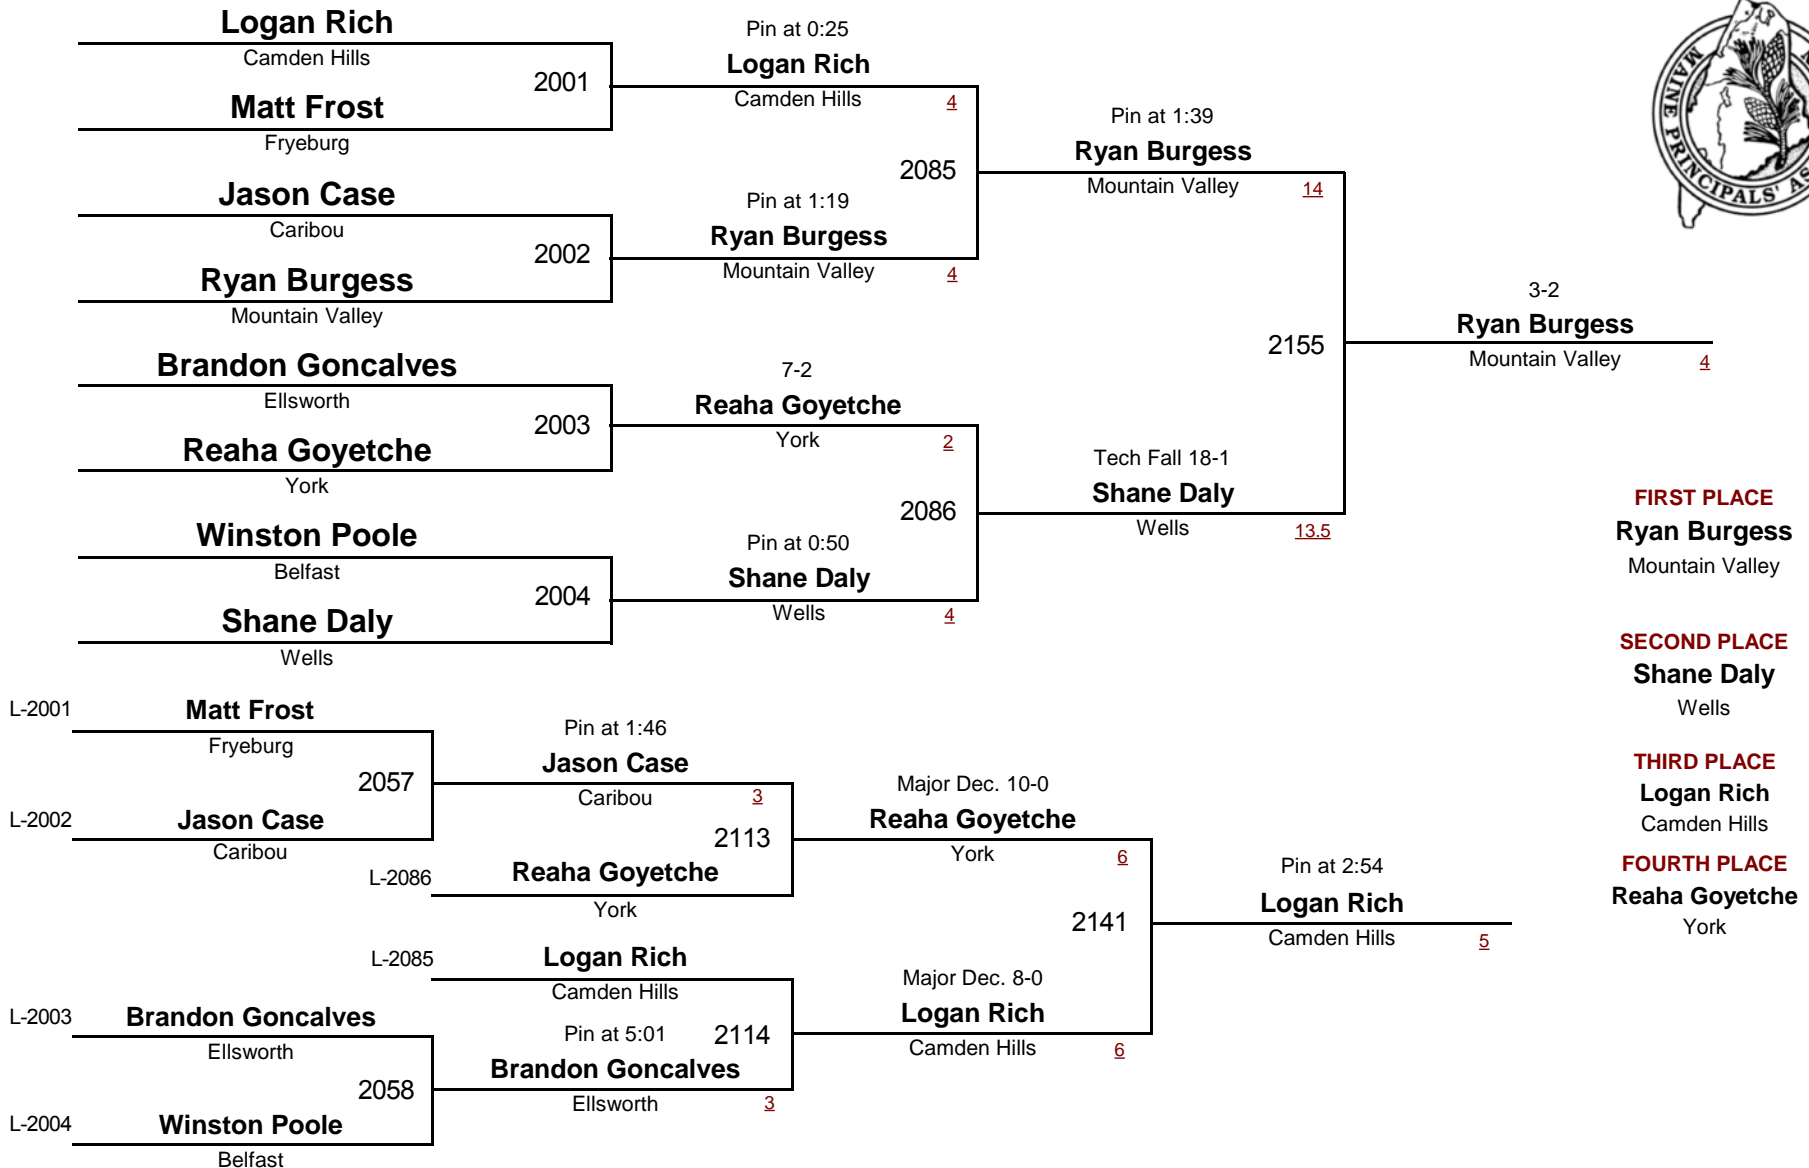 Logan Rich
Camden Hills
2001
Matt Frost
Fryeburg
Jason Case
Caribou
2002
Ryan Burgess
Mountain Valley
Brandon Goncalves
Ellsworth
2003
Reaha Goyetche
York
Winston Poole
Belfast
2004
Shane Daly
Wells
Pin at 0:25
Logan Rich
Camden Hills 4
2085
Pin at 1:19
Ryan Burgess
Mountain Valley 4
7-2
Reaha Goyetche
York 2
2086
Pin at 0:50
Shane Daly
Wells 4
Pin at 1:39
Ryan Burgess
Mountain Valley 14
2155
Tech Fall 18-1
Shane Daly
Wells 13.5
3-2
Ryan Burgess
Mountain Valley 4
MAINE PRINCIPALS' AS
FIRST PLACE
Ryan Burgess
Mountain Valley
SECOND PLACE
Shane Daly
Wells
THIRD PLACE
Logan Rich
Camden Hills
FOURTH PLACE
Reaha Goyetche
York
L-2001 Matt Frost
Fryeburg
2057
L-2002 Jason Case
Caribou
Pin at 1:46
Jason Case
Caribou 3
2113
L-2086 Reaha Goyetche
York
L-2085 Logan Rich
Camden Hills
2114
L-2003 Brandon Goncalves
Ellsworth
2058
L-2004 Winston Poole
Belfast
Pin at 5:01
Brandon Goncalves
Ellsworth 3
Major Dec. 10-0
Reaha Goyetche
York 6
2141
Major Dec. 8-0
Logan Rich
Camden Hills 6
Pin at 2:54
Logan Rich
Camden Hills 5